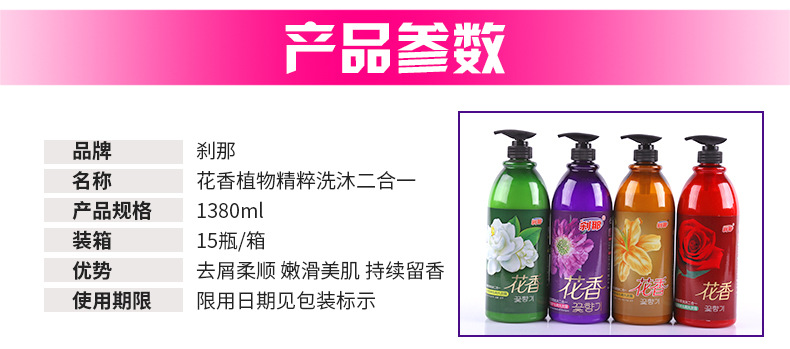 产品参数
品牌 刹那
名称 花香植物精粹洗沐二合一
产品规格 1380ml
装箱 15瓶/箱
优势 去屑柔顺 嫩滑美肌 持续留香
使用期限 限用日期见包装标示
刹那
刹那
刹那
花香
花香
花香
花香
꽃향기
꽃향기
꽃향기
꽃향기